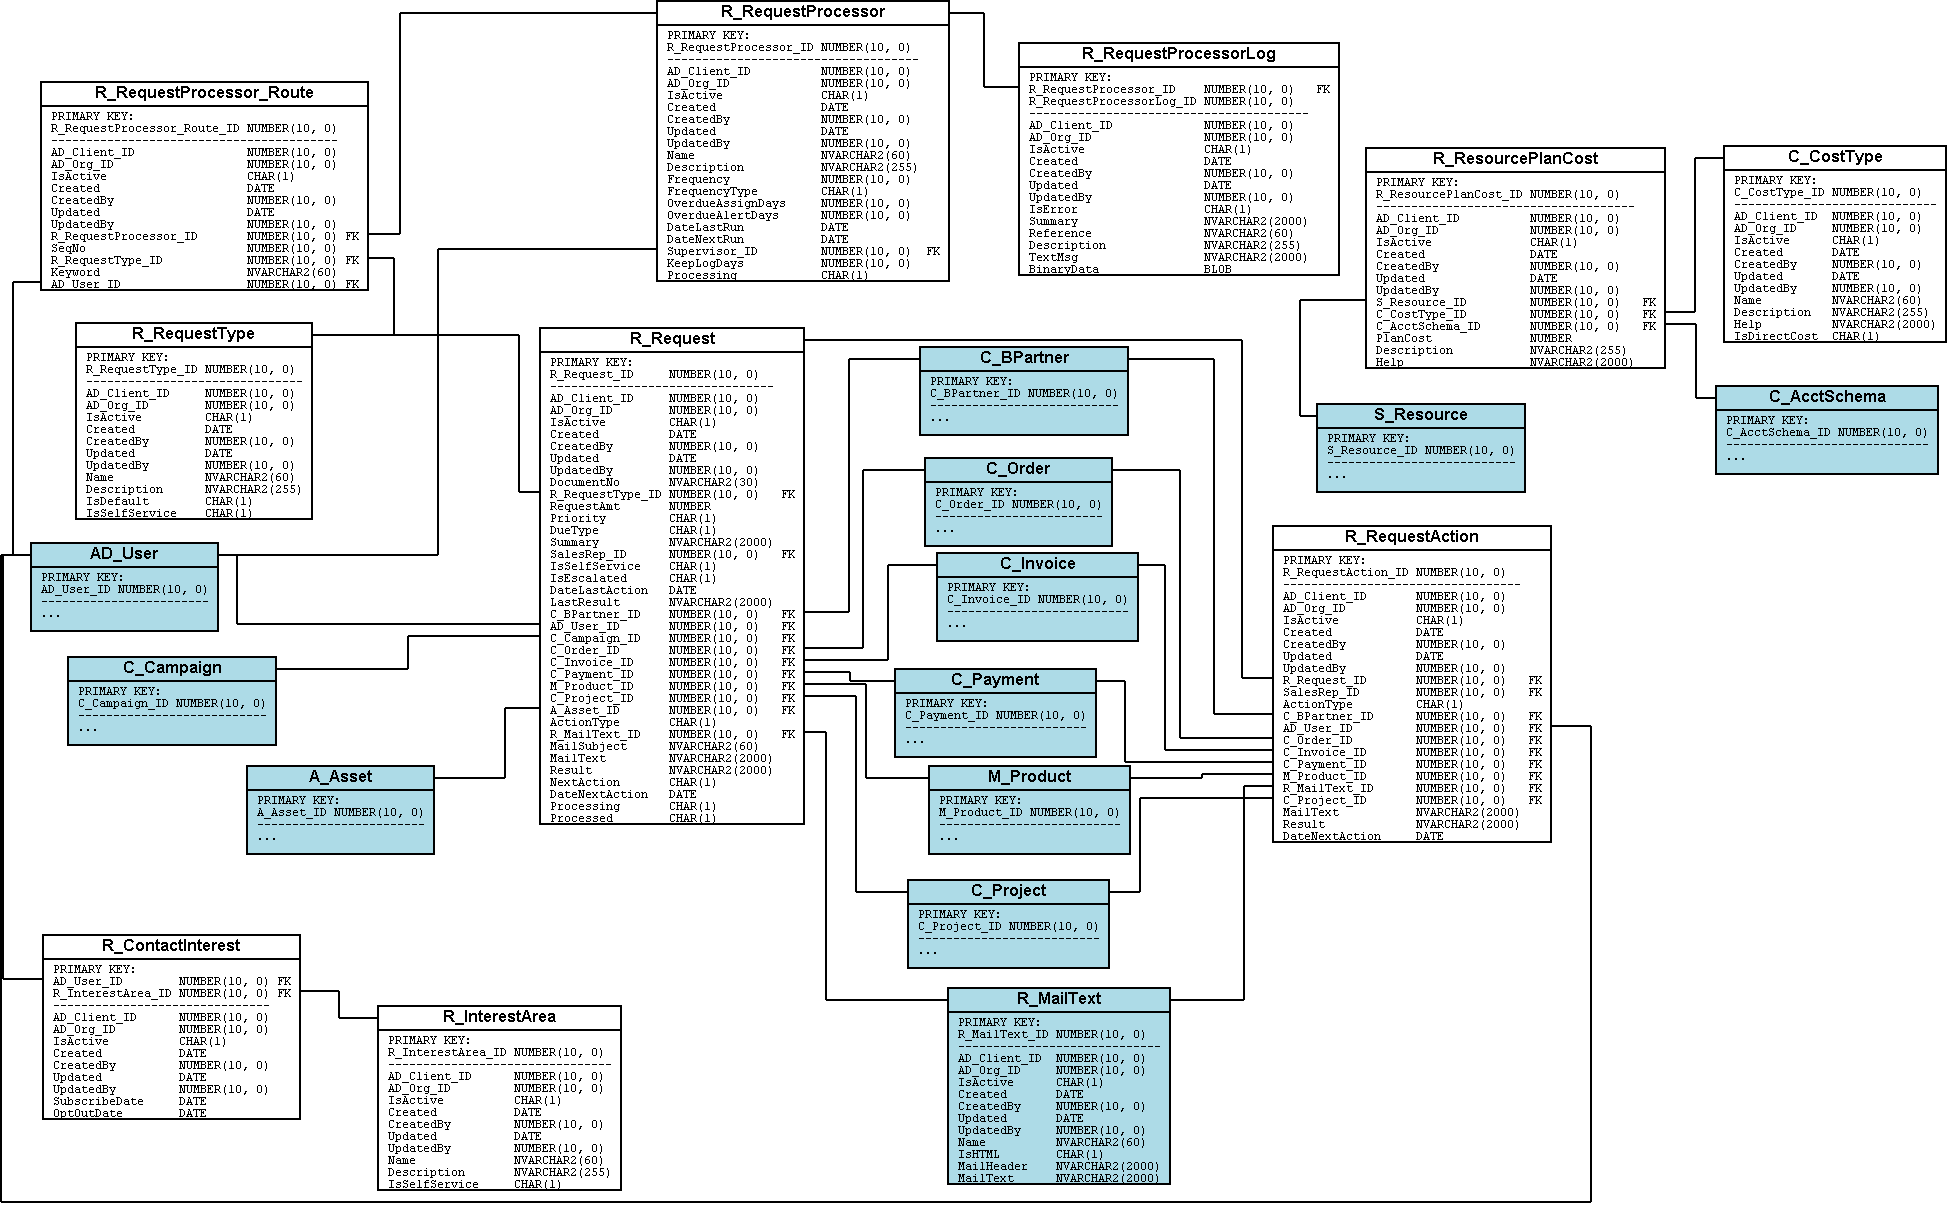 R_RequestProcessor
PRIMARY KEY:
R_RequestProcessor_ID NUMBER(10, 0)
AD_Client_ID NUMBER(10, 0)
AD_Org_ID NUMBER(10, 0)
IsActive CHAR(1)
Created DATE
CreatedBy NUMBER(10, 0)
Updated DATE
UpdatedBy NUMBER(10, 0)
Name NVARCHAR2(60)
Description NVARCHAR2(255)
Frequency NUMBER(10, 0)
FrequencyType CHAR(1)
OverdueAssignDays NUMBER(10, 0)
OverdueAlertDays NUMBER(10, 0)
DateLastRun DATE
DateNextRun DATE
Supervisor_ID NUMBER(10, 0) FK
KeepLogDays NUMBER(10, 0)
Processing CHAR(1)
R_RequestProcessorLog
PRIMARY KEY:
R_RequestProcessor_ID NUMBER(10, 0) FK
R_RequestProcessorLog_ID NUMBER(10, 0)
AD_Client_ID NUMBER(10, 0)
AD_Org_ID NUMBER(10, 0)
IsActive CHAR(1)
Created DATE
CreatedBy NUMBER(10, 0)
Updated DATE
UpdatedBy NUMBER(10, 0)
IsError CHAR(1)
Summary NVARCHAR2(2000)
Reference NVARCHAR2(60)
Description NVARCHAR2(255)
TextMsg NVARCHAR2(2000)
BinaryData BLOB
R_RequestProcessor_Route
PRIMARY KEY:
R_RequestProcessor_Route_ID NUMBER(10, 0)
AD_Client_ID NUMBER(10, 0)
AD_Org_ID NUMBER(10, 0)
IsActive CHAR(1)
Created DATE
CreatedBy NUMBER(10, 0)
Updated DATE
UpdatedBy NUMBER(10, 0)
R_RequestProcessor_ID NUMBER(10, 0) FK
SeqNo NUMBER(10, 0)
R_RequestType_ID NUMBER(10, 0) FK
Keyword NVARCHAR2(60)
AD_User_ID NUMBER(10, 0) FK
R_ResourcePlanCost
PRIMARY KEY:
R_ResourcePlanCost_ID NUMBER(10, 0)
AD_Client_ID NUMBER(10, 0)
AD_Org_ID NUMBER(10, 0)
IsActive CHAR(1)
Created DATE
CreatedBy NUMBER(10, 0)
Updated DATE
UpdatedBy NUMBER(10, 0)
S_Resource_ID NUMBER(10, 0) FK
C_CostType_ID NUMBER(10, 0) FK
C_AcctSchema_ID NUMBER(10, 0) FK
PlanCost NUMBER
Description NVARCHAR2(255)
Help NVARCHAR2(2000)
C_CostType
PRIMARY KEY:
C_CostType_ID NUMBER(10, 0)
AD_Client_ID NUMBER(10, 0)
AD_Org_ID NUMBER(10, 0)
IsActive CHAR(1)
Created DATE
CreatedBy NUMBER(10, 0)
Updated DATE
UpdatedBy NUMBER(10, 0)
Name NVARCHAR2(60)
Description NVARCHAR2(255)
Help NVARCHAR2(2000)
IsDirectCost CHAR(1)
R_RequestType
PRIMARY KEY:
R_RequestType_ID NUMBER(10, 0)
AD_Client_ID NUMBER(10, 0)
AD_Org_ID NUMBER(10, 0)
IsActive CHAR(1)
Created DATE
CreatedBy NUMBER(10, 0)
Updated DATE
UpdatedBy NUMBER(10, 0)
Name NVARCHAR2(60)
Description NVARCHAR2(255)
IsDefault CHAR(1)
IsSelfService CHAR(1)
R_Request
PRIMARY KEY:
R_Request_ID NUMBER(10, 0)
AD_Client_ID NUMBER(10, 0)
AD_Org_ID NUMBER(10, 0)
IsActive CHAR(1)
Created DATE
CreatedBy NUMBER(10, 0)
Updated DATE
UpdatedBy NUMBER(10, 0)
DocumentNo NVARCHAR2(30)
R_RequestType_ID NUMBER(10, 0) FK
RequestAmt NUMBER
Priority CHAR(1)
DueType CHAR(1)
Summary NVARCHAR2(2000)
SalesRep_ID NUMBER(10, 0) FK
IsSelfService CHAR(1)
IsEscalated CHAR(1)
DateLastAction DATE
LastResult NVARCHAR2(2000)
C_BPartner_ID NUMBER(10, 0) FK
AD_User_ID NUMBER(10, 0) FK
C_Campaign_ID NUMBER(10, 0) FK
C_Order_ID NUMBER(10, 0) FK
C_Invoice_ID NUMBER(10, 0) FK
C_Payment_ID NUMBER(10, 0) FK
M_Product_ID NUMBER(10, 0) FK
C_Project_ID NUMBER(10, 0) FK
A_Asset_ID NUMBER(10, 0) FK
ActionType CHAR(1)
R_MailText_ID NUMBER(10, 0) FK
MailSubject NVARCHAR2(60)
MailText NVARCHAR2(2000)
Result NVARCHAR2(2000)
NextAction CHAR(1)
DateNextAction DATE
Processing CHAR(1)
Processed CHAR(1)
C_BPartner
PRIMARY KEY:
C_BPartner_ID NUMBER(10, 0)
...
S_Resource
PRIMARY KEY:
S_Resource_ID NUMBER(10, 0)
...
C_AcctSchema
PRIMARY KEY:
C_AcctSchema_ID NUMBER(10, 0)
...
C_Order
PRIMARY KEY:
C_Order_ID NUMBER(10, 0)
...
C_Invoice
PRIMARY KEY:
C_Invoice_ID NUMBER(10, 0)
...
C_Payment
PRIMARY KEY:
C_Payment_ID NUMBER(10, 0)
...
M_Product
PRIMARY KEY:
M_Product_ID NUMBER(10, 0)
...
C_Project
PRIMARY KEY:
C_Project_ID NUMBER(10, 0)
...
R_RequestAction
PRIMARY KEY:
R_RequestAction_ID NUMBER(10, 0)
AD_Client_ID NUMBER(10, 0)
AD_Org_ID NUMBER(10, 0)
IsActive CHAR(1)
Created DATE
CreatedBy NUMBER(10, 0)
Updated DATE
UpdatedBy NUMBER(10, 0)
R_Request_ID NUMBER(10, 0) FK
SalesRep_ID NUMBER(10, 0) FK
ActionType CHAR(1)
C_BPartner_ID NUMBER(10, 0) FK
AD_User_ID NUMBER(10, 0) FK
C_Order_ID NUMBER(10, 0) FK
C_Invoice_ID NUMBER(10, 0) FK
C_Payment_ID NUMBER(10, 0) FK
M_Product_ID NUMBER(10, 0) FK
R_MailText_ID NUMBER(10, 0) FK
C_Project_ID NUMBER(10, 0) FK
MailText NVARCHAR2(2000)
Result NVARCHAR2(2000)
DateNextAction DATE
AD_User
PRIMARY KEY:
AD_User_ID NUMBER(10, 0)
...
C_Campaign
PRIMARY KEY:
C_Campaign_ID NUMBER(10, 0)
...
A_Asset
PRIMARY KEY:
A_Asset_ID NUMBER(10, 0)
...
R_ContactInterest
PRIMARY KEY:
AD_User_ID NUMBER(10, 0) FK
R_InterestArea_ID NUMBER(10, 0) FK
AD_Client_ID NUMBER(10, 0)
AD_Org_ID NUMBER(10, 0)
IsActive CHAR(1)
Created DATE
CreatedBy NUMBER(10, 0)
Updated DATE
UpdatedBy NUMBER(10, 0)
SubscribeDate DATE
OptOutDate DATE
R_InterestArea
PRIMARY KEY:
R_InterestArea_ID NUMBER(10, 0)
AD_Client_ID NUMBER(10, 0)
AD_Org_ID NUMBER(10, 0)
IsActive CHAR(1)
Created DATE
CreatedBy NUMBER(10, 0)
Updated DATE
UpdatedBy NUMBER(10, 0)
Name NVARCHAR2(60)
Description NVARCHAR2(255)
IsSelfService CHAR(1)
R_MailText
PRIMARY KEY:
R_MailText_ID NUMBER(10, 0)
AD_Client_ID NUMBER(10, 0)
AD_Org_ID NUMBER(10, 0)
IsActive CHAR(1)
Created DATE
CreatedBy NUMBER(10, 0)
Updated DATE
UpdatedBy NUMBER(10, 0)
Name NVARCHAR2(60)
IsHTML CHAR(1)
MailHeader NVARCHAR2(2000)
MailText NVARCHAR2(2000)